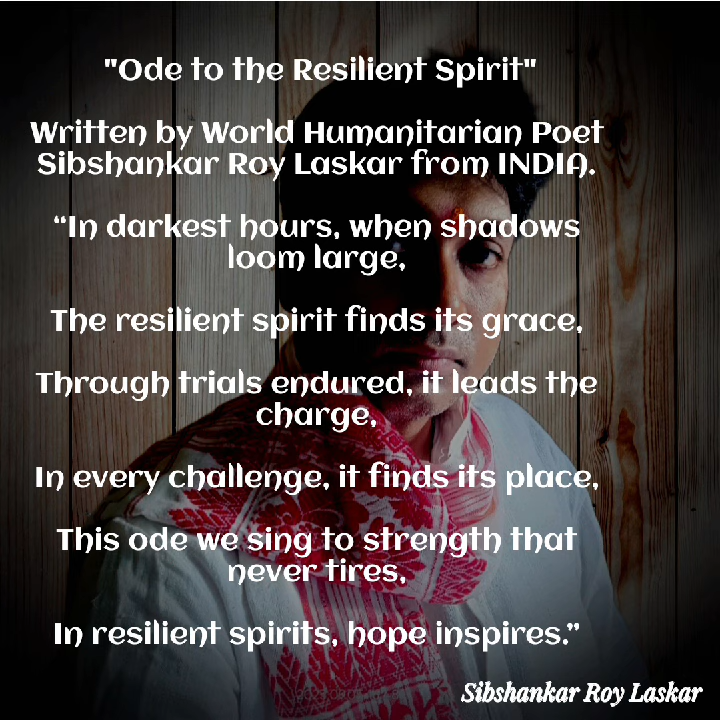 "Ode to the Resilient Spirit"
Written by World Humanitarian Poet
Sibshankar Roy Laskar from INDIA.
“In darkest hours, when shadows
loom large,
The resilient spirit finds its grace,
Through trials endured, it leads the
charge,
In every challenge, it finds its place,
This ode we sing to strength that
never tires,
In resilient spirits, hope inspires.”
Sibshankar Roy Laskar